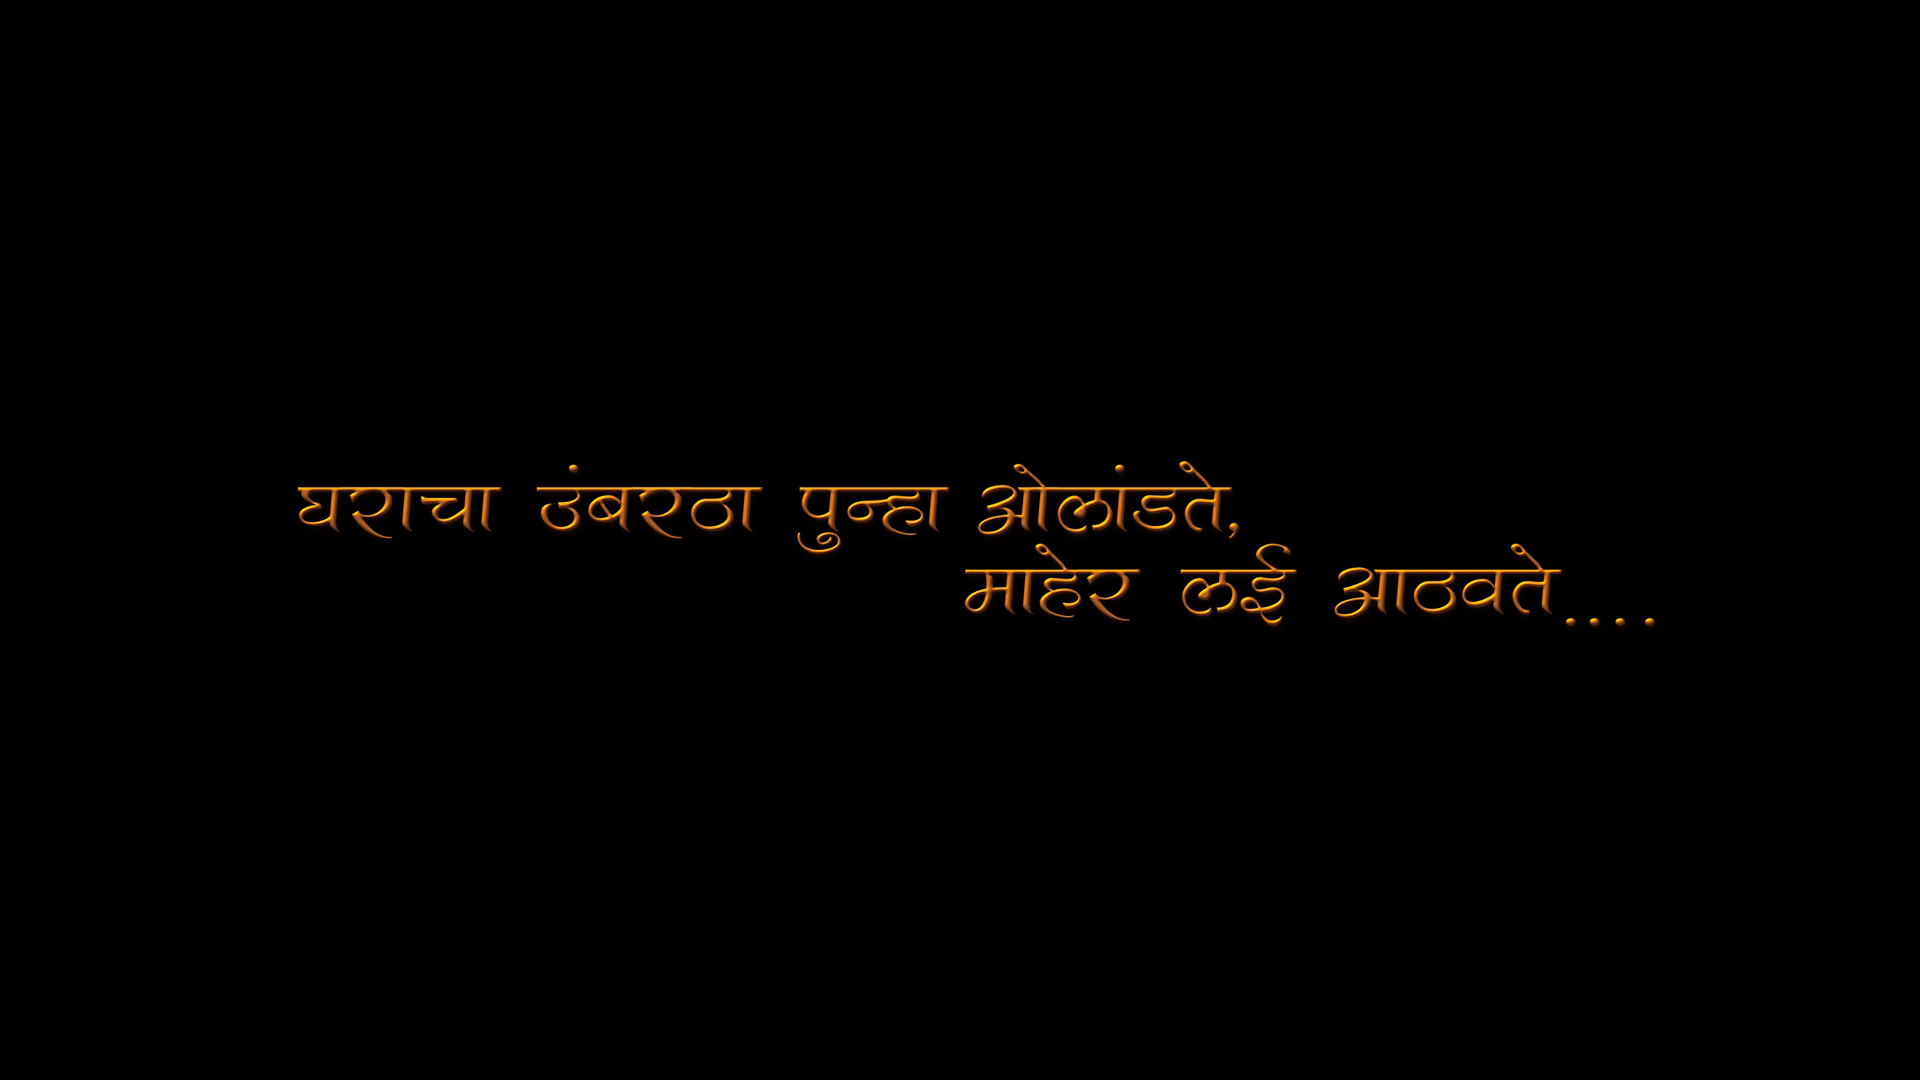 घराचा उंबरठा पुन्हा ओलांडते,
माहेर लई आठवते....